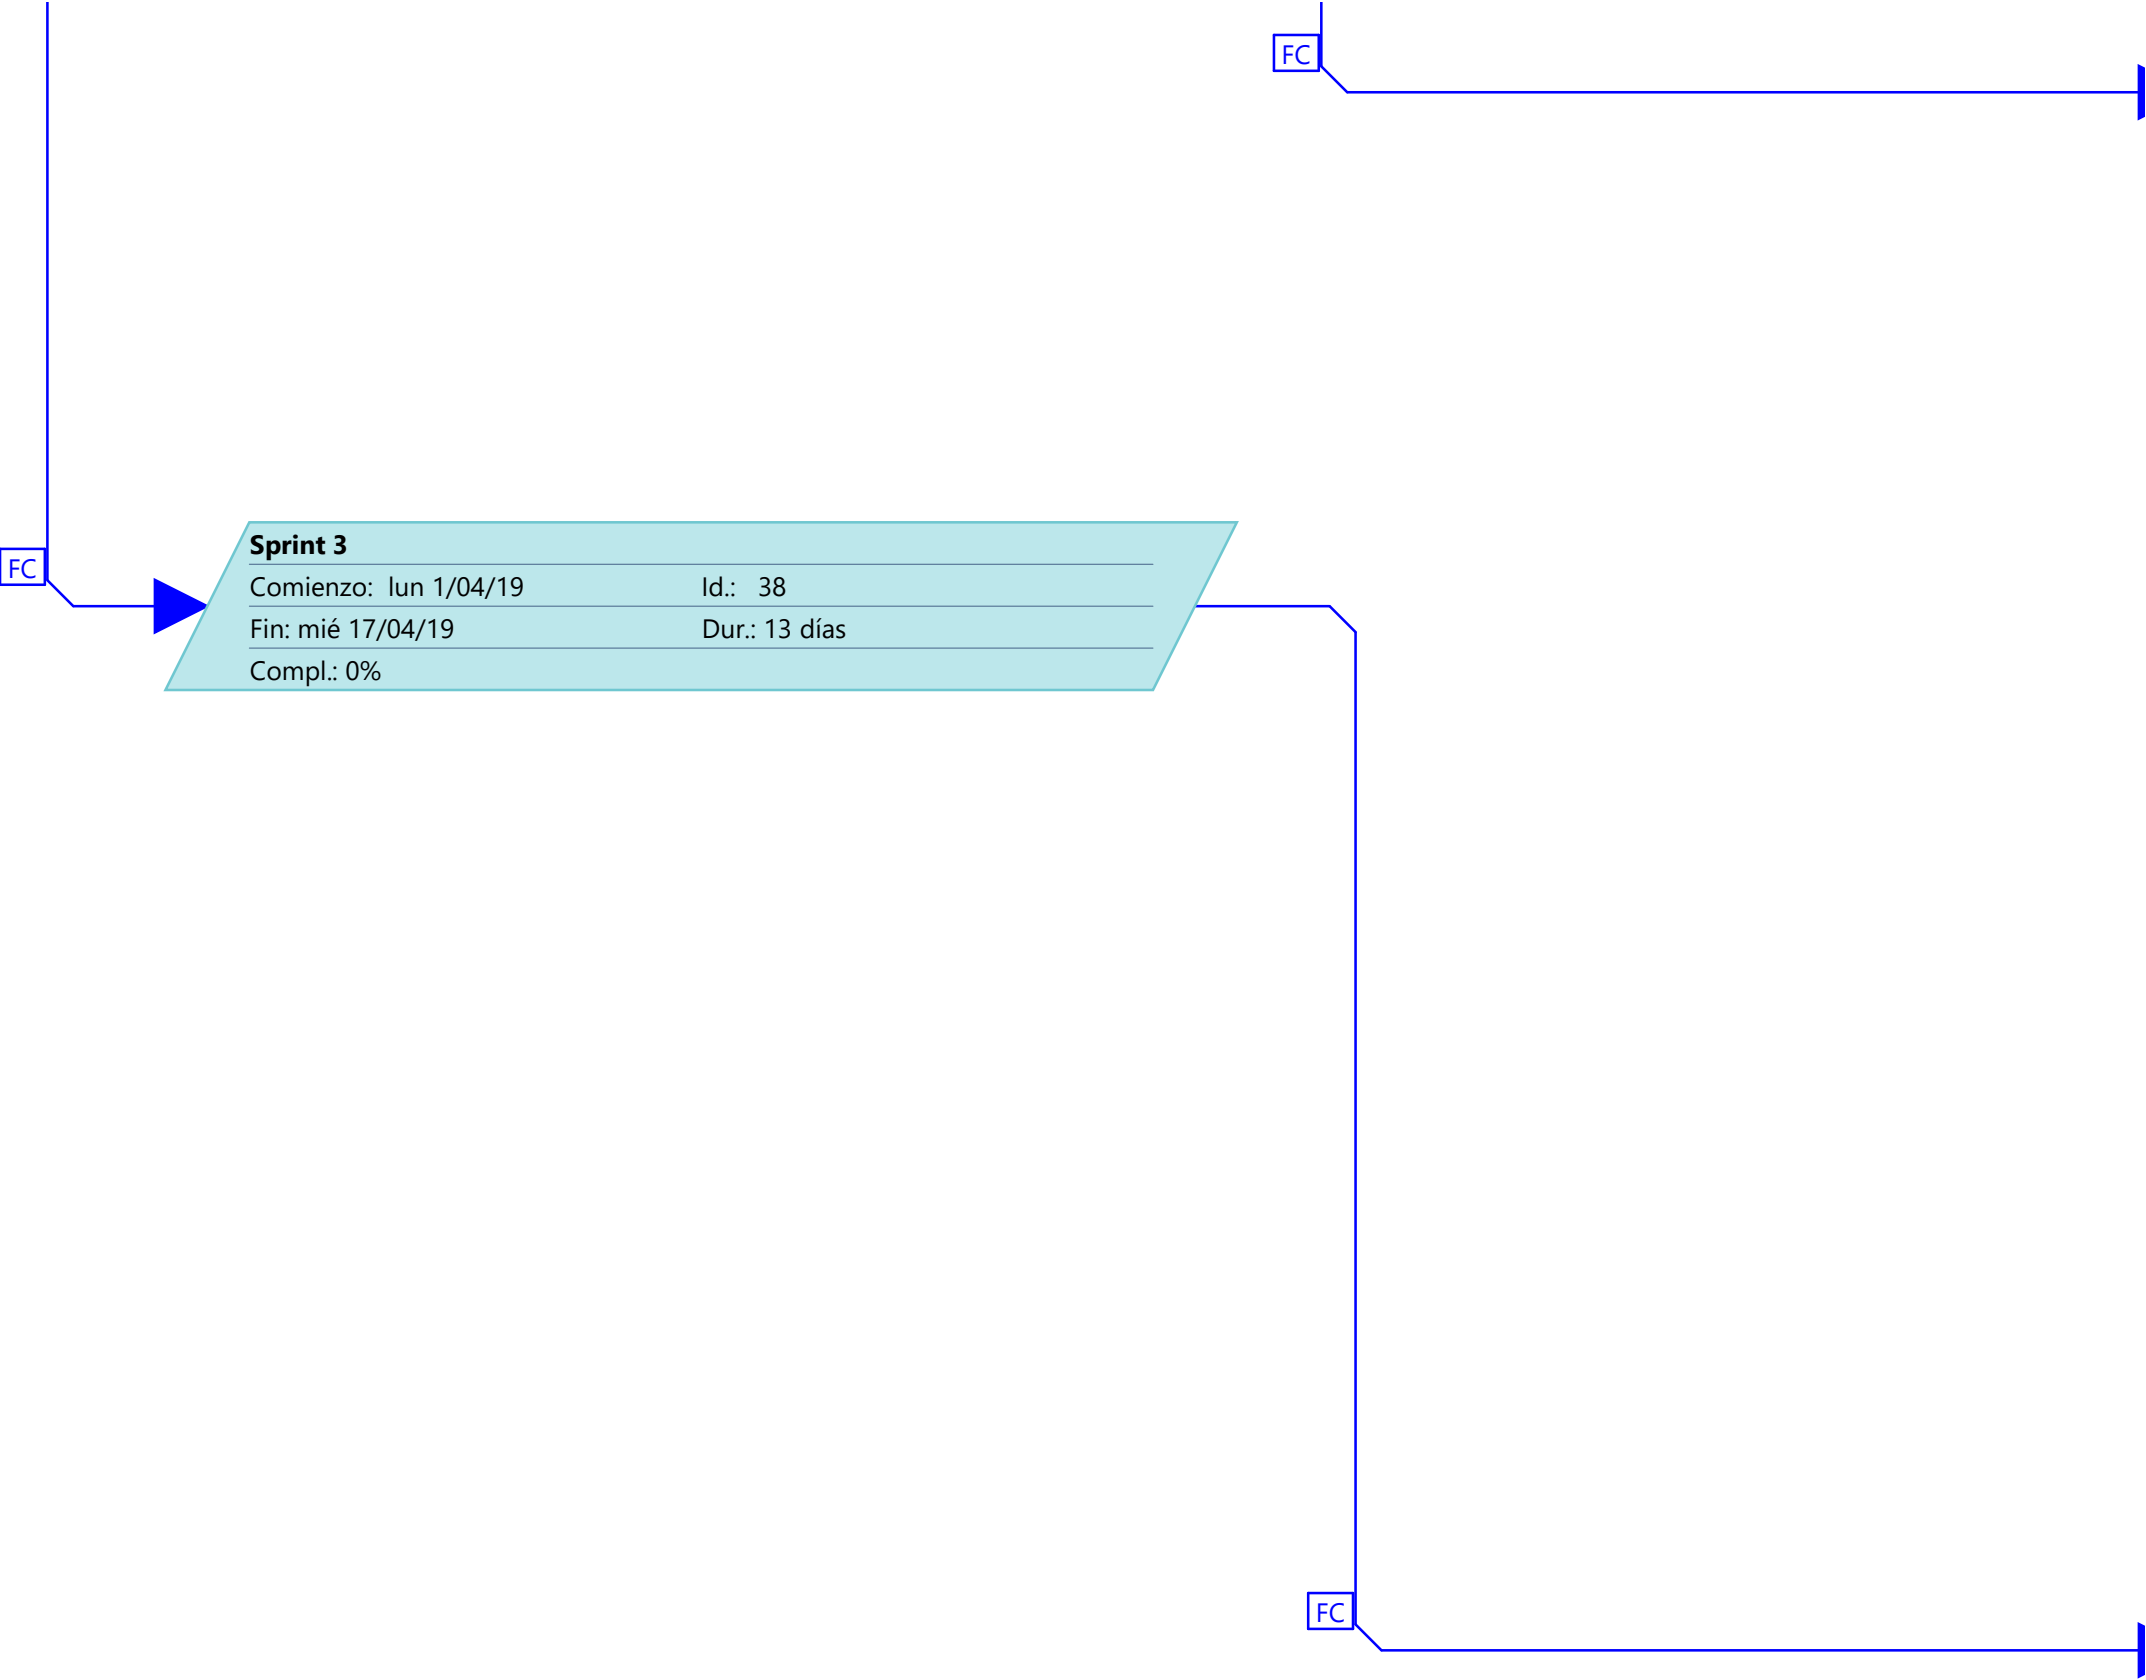 FC
Sprint 3
Comienzo: lun 1/04/19 Id.: 38
FC
Fin: mié 17/04/19 Dur.: 13 días
Compl.: 0%
FC